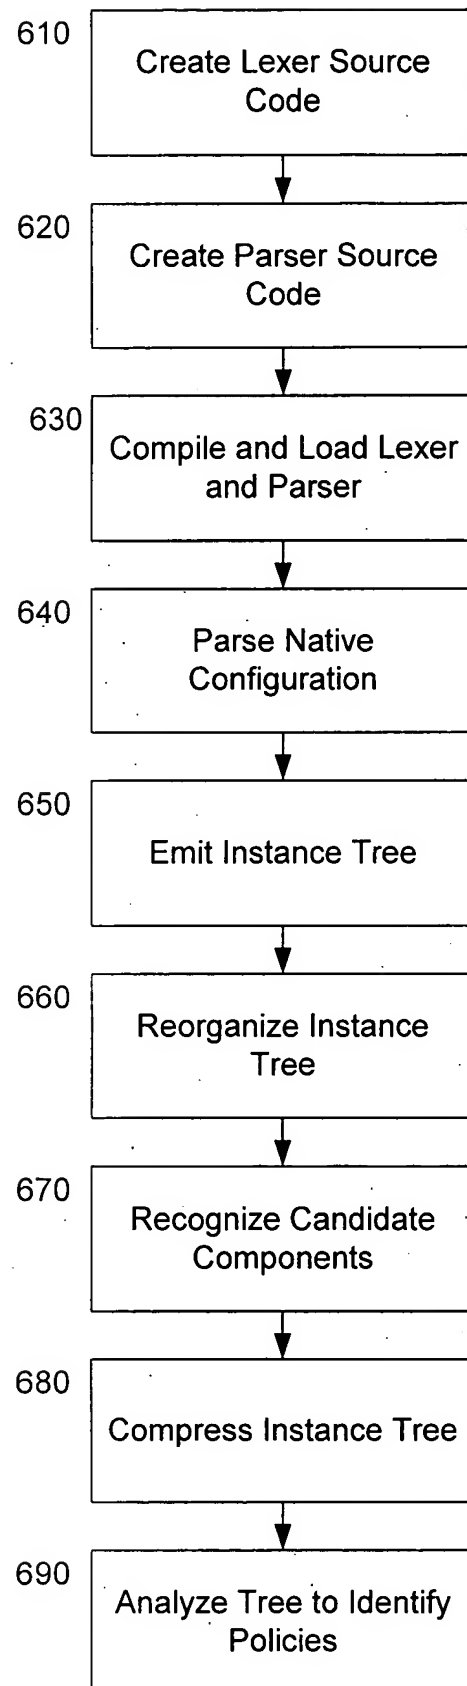 610
Create Lexer Source
Code
620
Create Parser Source
Code
630
Compile and Load Lexer
and Parser
640
Parse Native
Configuration
650
Emit Instance Tree
660
Reorganize Instance
Tree
670
Recognize Candidate
Components
680
Compress Instance Tree
690
Analyze Tree to Identify
Policies